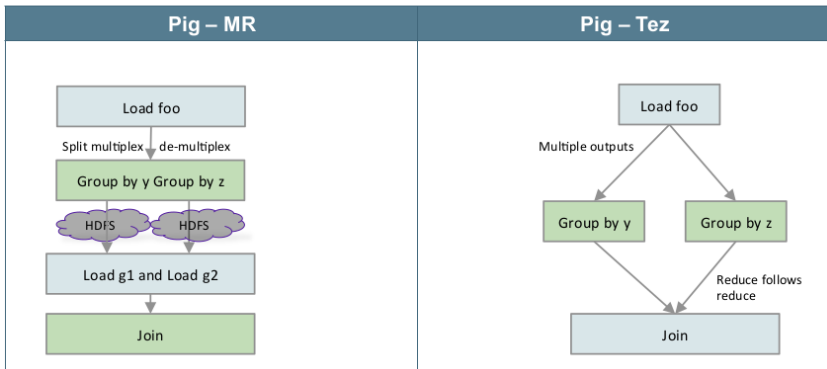 Pig – MR
Load foo
Split multiplex de-multiplex
Group by y Group by z
HDFS HDFS
Load g1 and Load g2
Join
Pig – Tez
Load foo
Multiple outputs
Group by y
Group by z
Reduce follows
reduce
Join